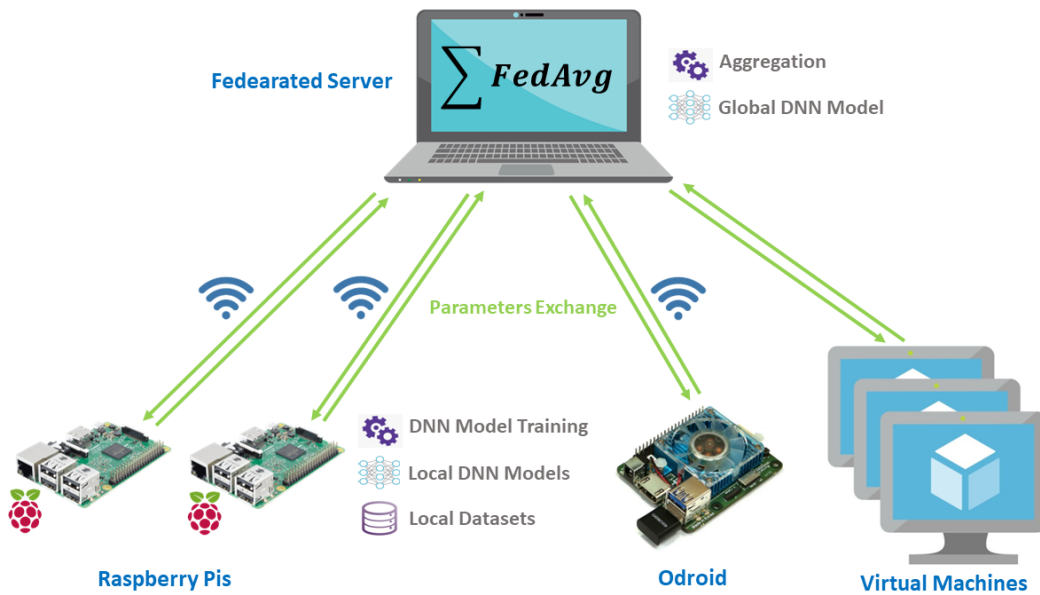 ∑ FedAvg
Fedearated Server
Aggregation
Global DNN Model
Parameters Exchange
DNN Model Training
Local DNN Models
Local Datasets
Raspberry Pis
Odroid
Virtual Machines